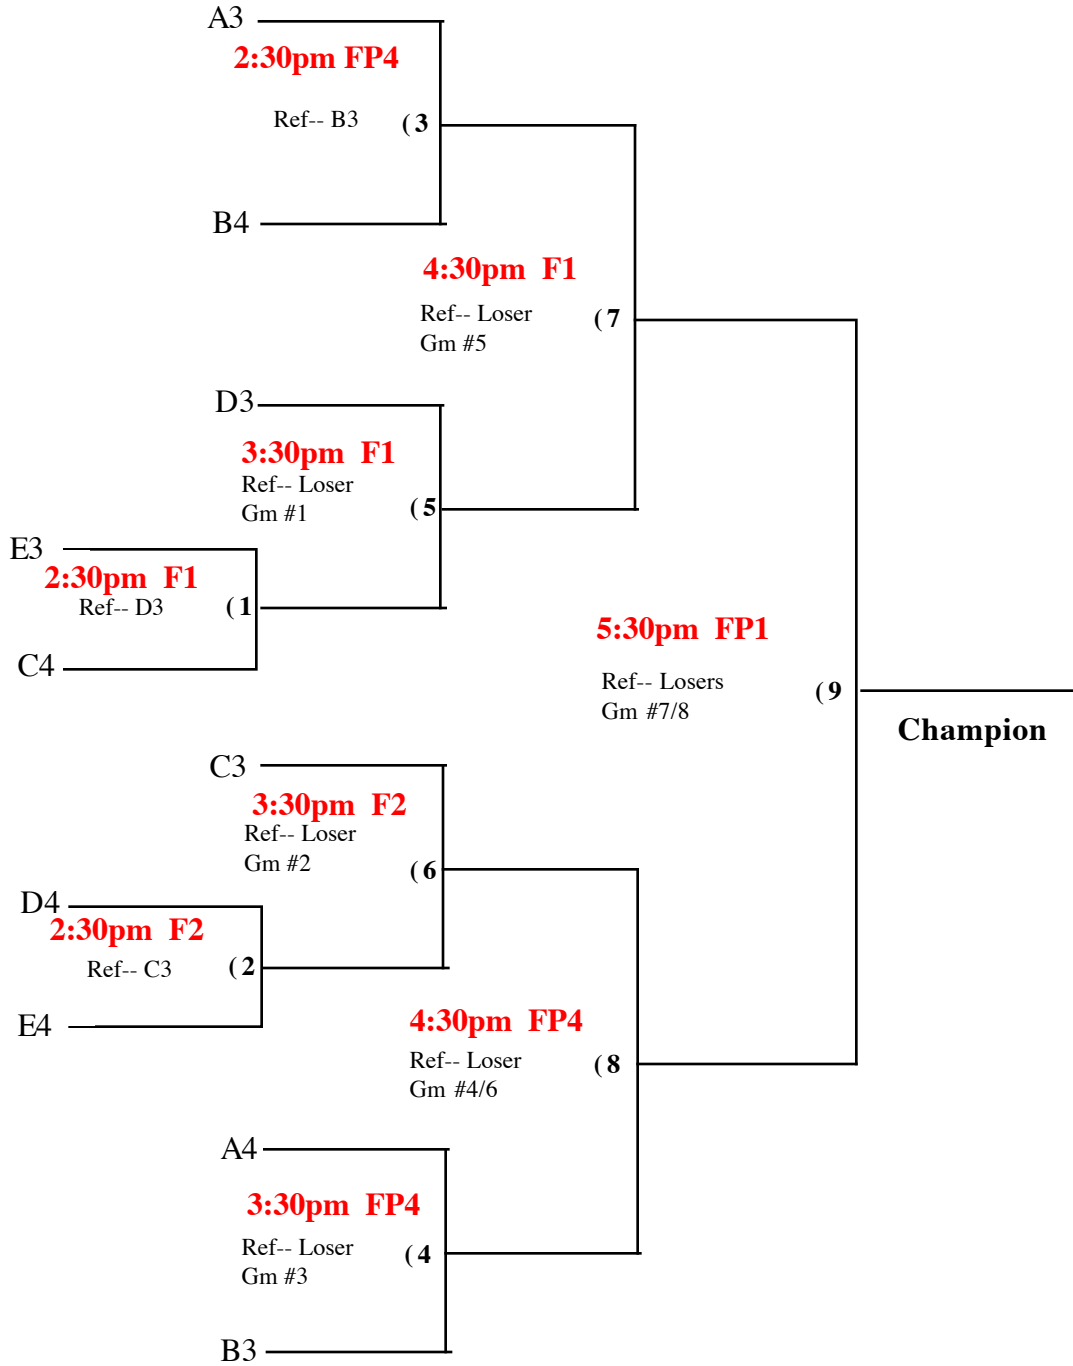 A3
2:30pm FP4
Ref-- B3
(3
B4
4:30pm F1
Ref-- Loser
Gm #5
(7
D3
3:30pm F1
Ref-- Loser
Gm #1
(5
E3
2:30pm F1
Ref-- D3
(1
C4
5:30pm FP1
Ref-- Losers
Gm #7/8
(9
Champion
C3
3:30pm F2
Ref-- Loser
Gm #2
(6
D4
2:30pm F2
Ref-- C3
(2
E4
4:30pm FP4
Ref-- Loser
Gm #4/6
(8
A4
3:30pm FP4
Ref-- Loser
Gm #3
(4
B3